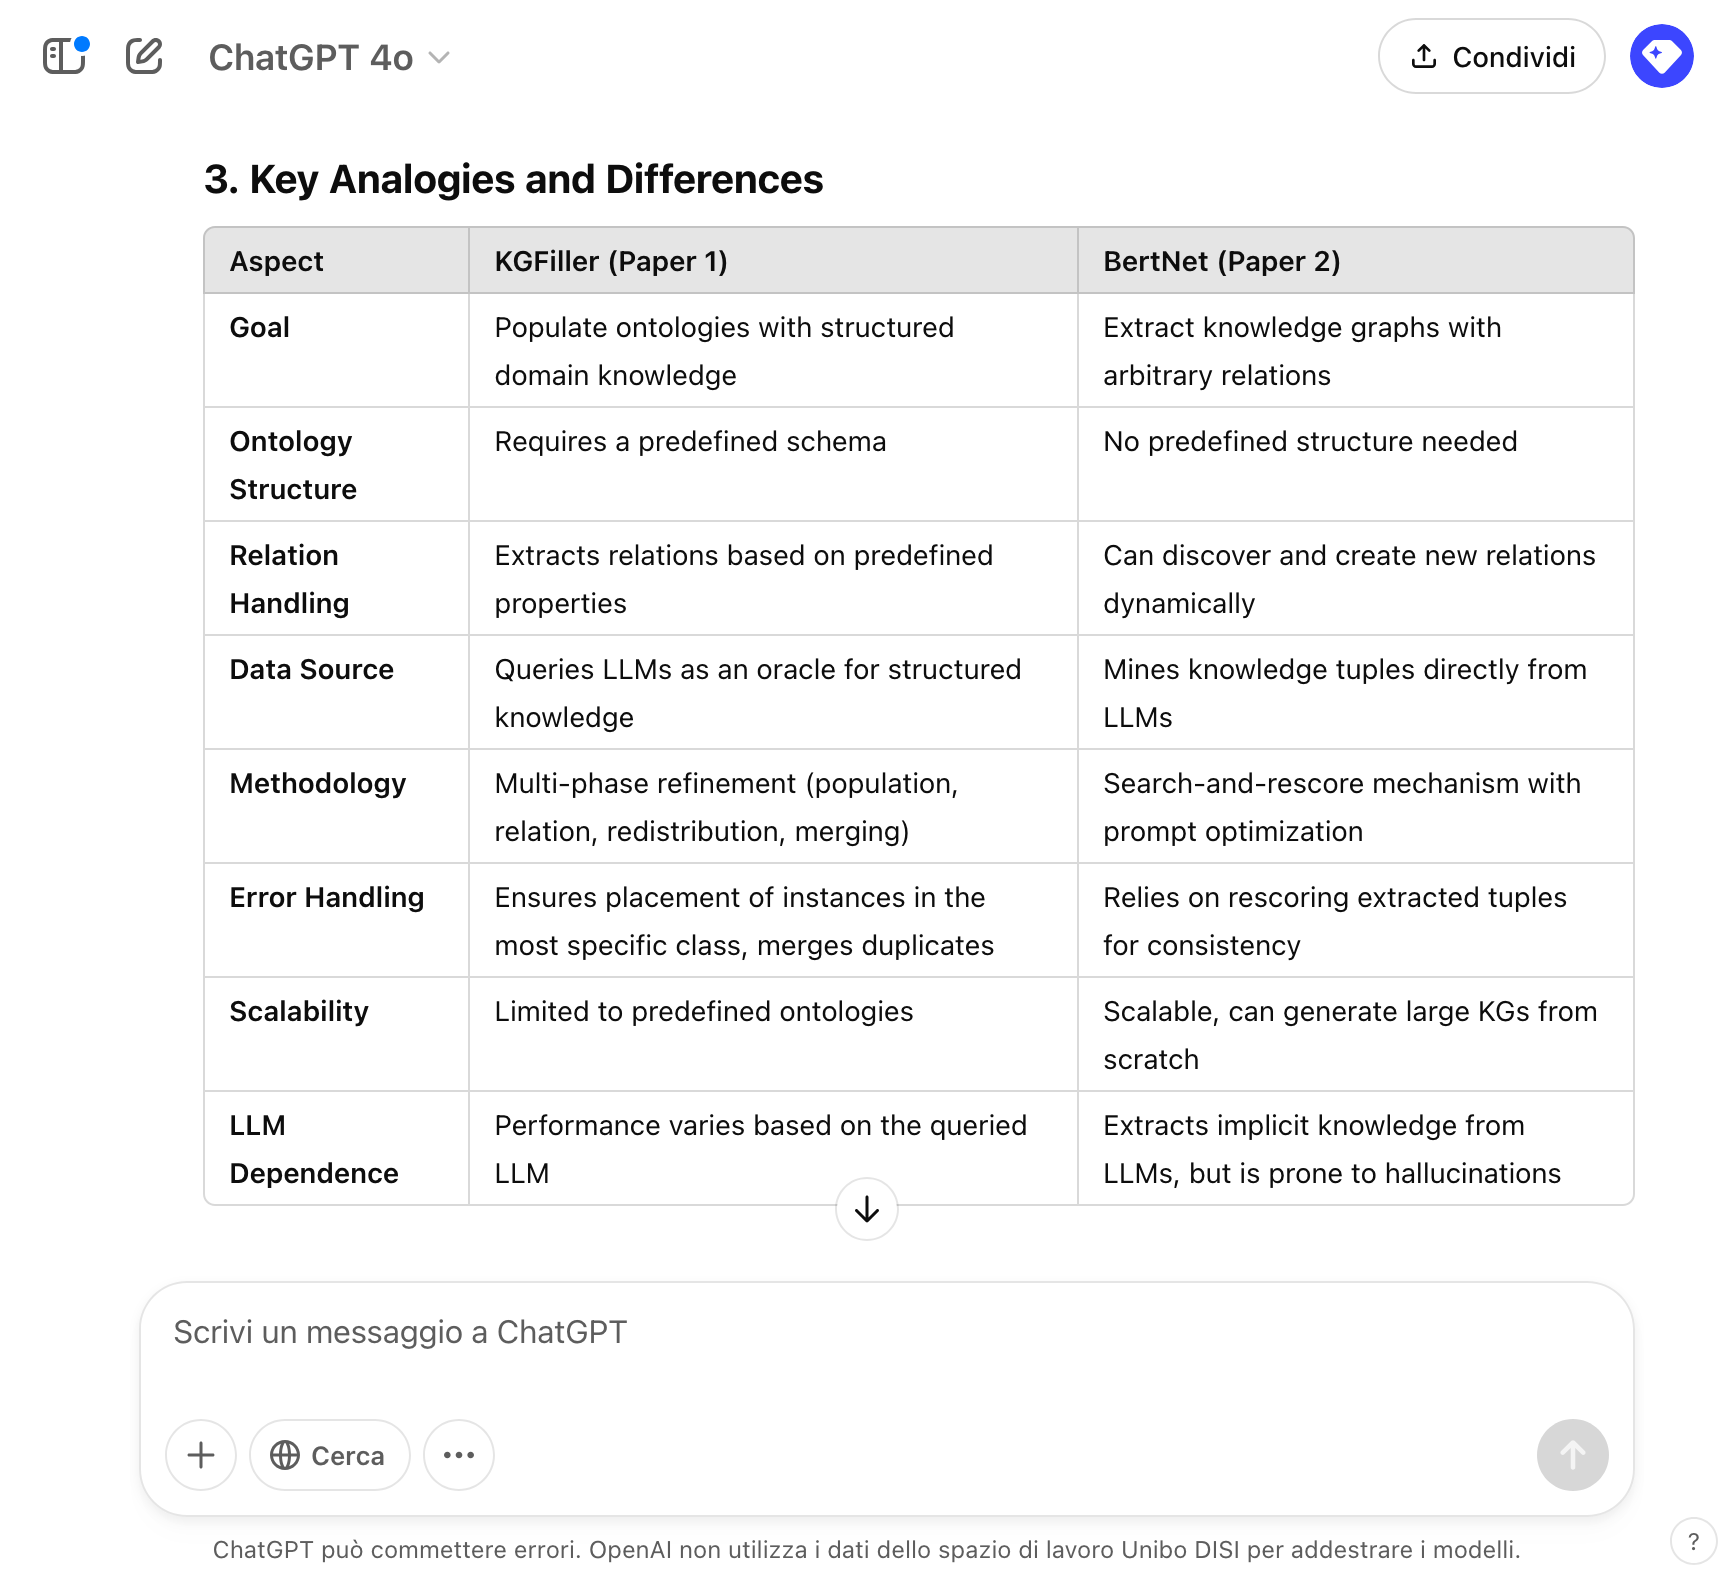 ChatGPT 4o
Condividi
3. Key Analogies and Differences
Aspect
KGFiller (Paper 1)
BertNet (Paper 2)
Goal
Populate ontologies with structured
domain knowledge
Extract knowledge graphs with
arbitrary relations
Ontology
Structure
Requires a predefined schema
No predefined structure needed
Relation
Handling
Extracts relations based on predefined
properties
Can discover and create new relations
dynamically
Data Source
Queries LLMs as an oracle for structured
knowledge
Mines knowledge tuples directly from
LLMs
Methodology
Multi-phase refinement (population,
relation, redistribution, merging)
Search-and-rescore mechanism with
prompt optimization
Error Handling
Ensures placement of instances in the
most specific class, merges duplicates
Relies on rescoring extracted tuples
for consistency
Scalability
Limited to predefined ontologies
Scalable, can generate large KGs from
scratch
LLM
Dependence
Performance varies based on the queried
LLM
Extracts implicit knowledge from
LLMs, but is prone to hallucinations
Scrivi un messaggio a ChatGPT
Cerca
ChatGPT può commettere errori. OpenAI non utilizza i dati dello spazio di lavoro Unibo DISI per addestrare i modelli.
?